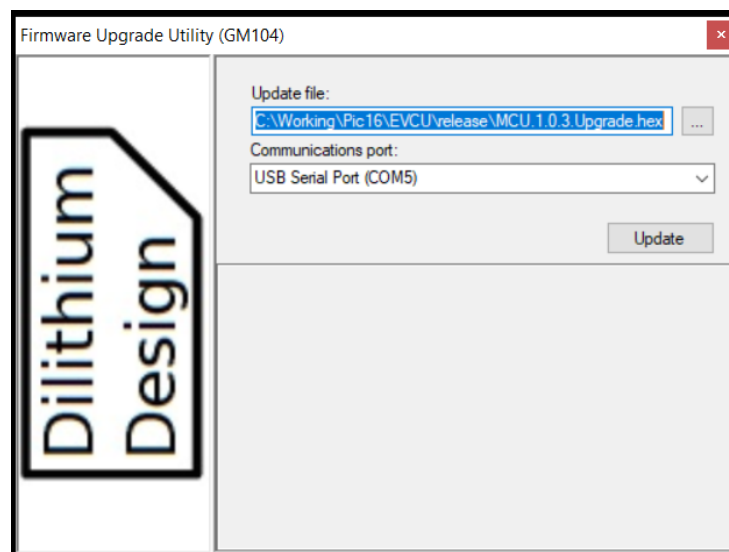 Firmware Upgrade Utility (GM104)
Dilithium
Design
Update file:
C:\Working\Pic16\EVCU\release\MCU.1.0.3.Upgrade.hex
...
Communications port:
USB Serial Port (COM5)
Update